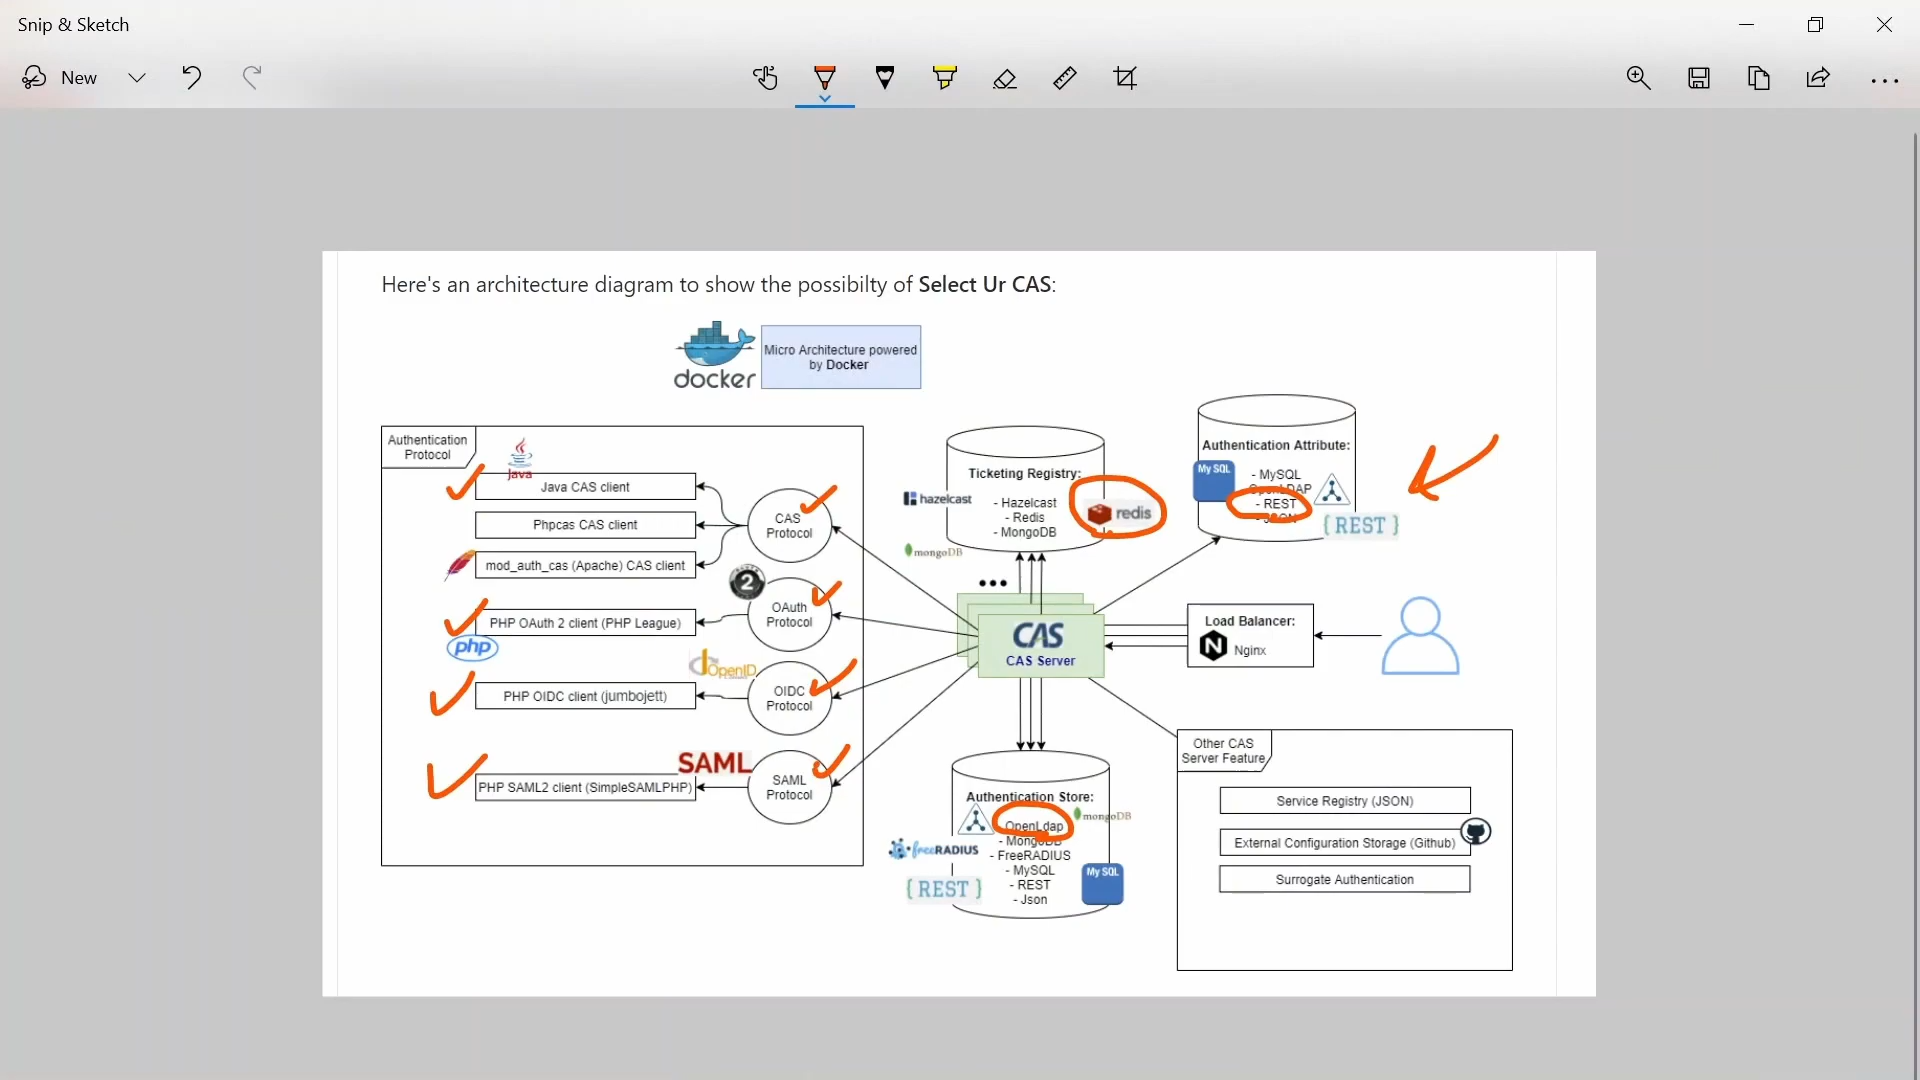 Snip & Sketch
New
Here's an architecture diagram to show the possibilty of Select Ur CAS:
docker
Micro Architecture powered
by Docker
Authentication
Protocol
Java
Java CAS client
Phpcas CAS client
mod_auth_cas (Apache) CAS client
PHP OAuth 2 client (PHP League)
php
PHP OIDC client (jumbojett)
PHP SAML2 client (SimpleSAMLPHP)
CAS
Protocol
2
OAuth
Protocol
OpenID
OIDC
Protocol
SAML
SAML
Protocol
Ticketing Registry:
- Hazelcast
- Redis
- MongoDB
hazelcast
redis
mongoDB
Authentication Attribute:
- MySQL
OpenLDAP
- REST
- JSON
My SQL
{ REST }
CAS
CAS Server
Load Balancer:
N
Nginx
Authentication Store:
OpenLdap
- MongoDB
- FreeRADIUS
- MySQL
- REST
- Json
mongoDB
freeRADIUS
{ REST }
My SQL
Other CAS
Server Feature
Service Registry (JSON)
External Configuration Storage (Github)
Surrogate Authentication